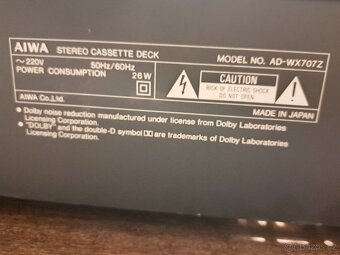 AIWA STEREO CASSETTE DECK MODEL NO. AD-WX707Z
~220V 50Hz/60Hz
POWER CONSUMPTION 26W
AIWA Co.,Ltd.
CAUTION
RISK OF ELECTRIC SHOCK
DO NOT OPEN
MADE IN JAPAN
● Dolby noise reduction manufactured under license from Dolby Laboratories
Licensing Corporation.
● "DOLBY" and the double-D symbol are trademarks of Dolby Laboratories
Licensing Corporation.